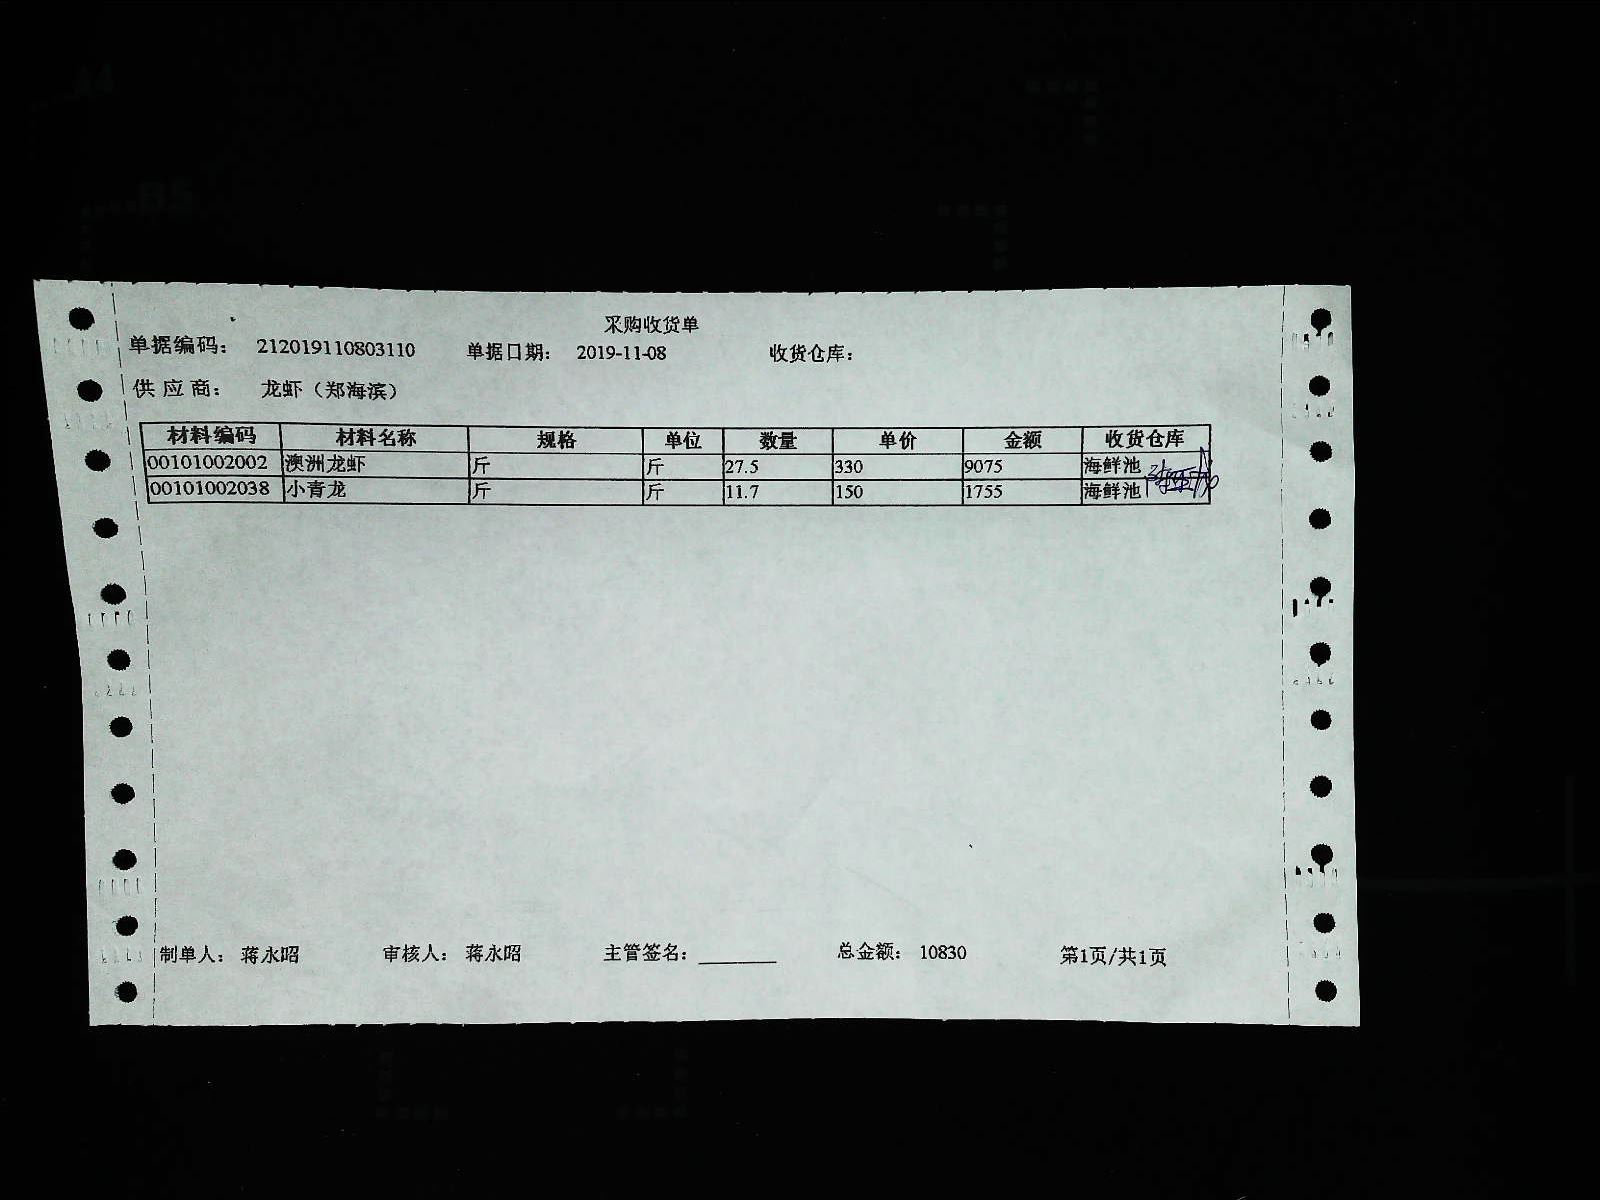 采购收货单
单据编码： 212019110803110 单据日期： 2019-11-08 收货仓库：
供 应 商： 龙虾（郑海滨）
材料编码 材料名称 规格 单位 数量 单价 金额 收货仓库
00101002002 澳洲龙虾 斤 斤 27.5 330 9075 海鲜池
00101002038 小青龙 斤 斤 11.7 150 1755 海鲜池
制单人： 蒋永昭 审核人： 蒋永昭 主管签名：________ 总金额： 10830 第1页/共1页